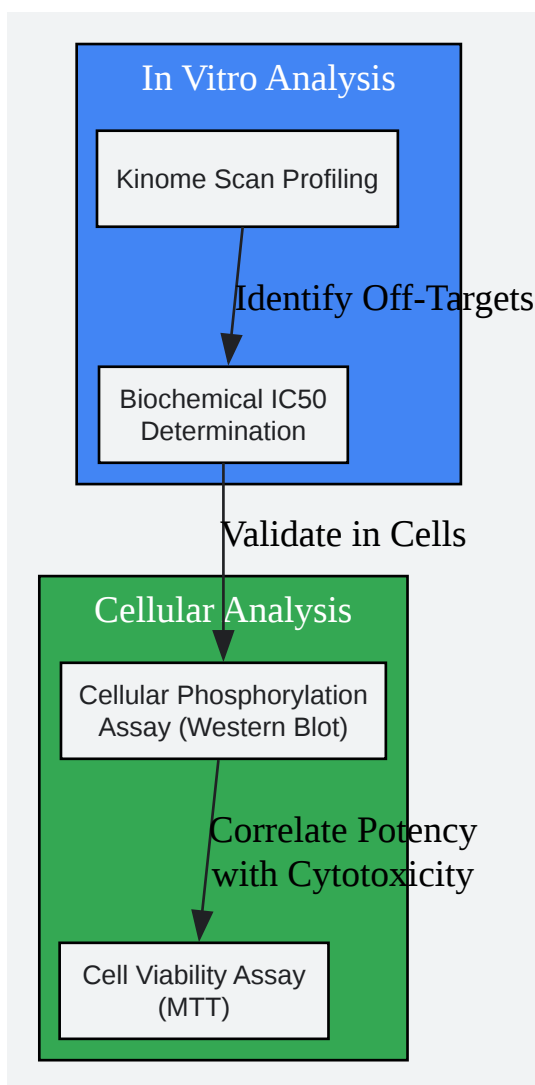 In Vitro Analysis
Kinome Scan Profiling
Identify Off-Targets
Biochemical IC50
Determination
Validate in Cells
Cellular Analysis
Cellular Phosphorylation
Assay (Western Blot)
Correlate Potency
with Cytotoxicity
Cell Viability Assay
(MTT)